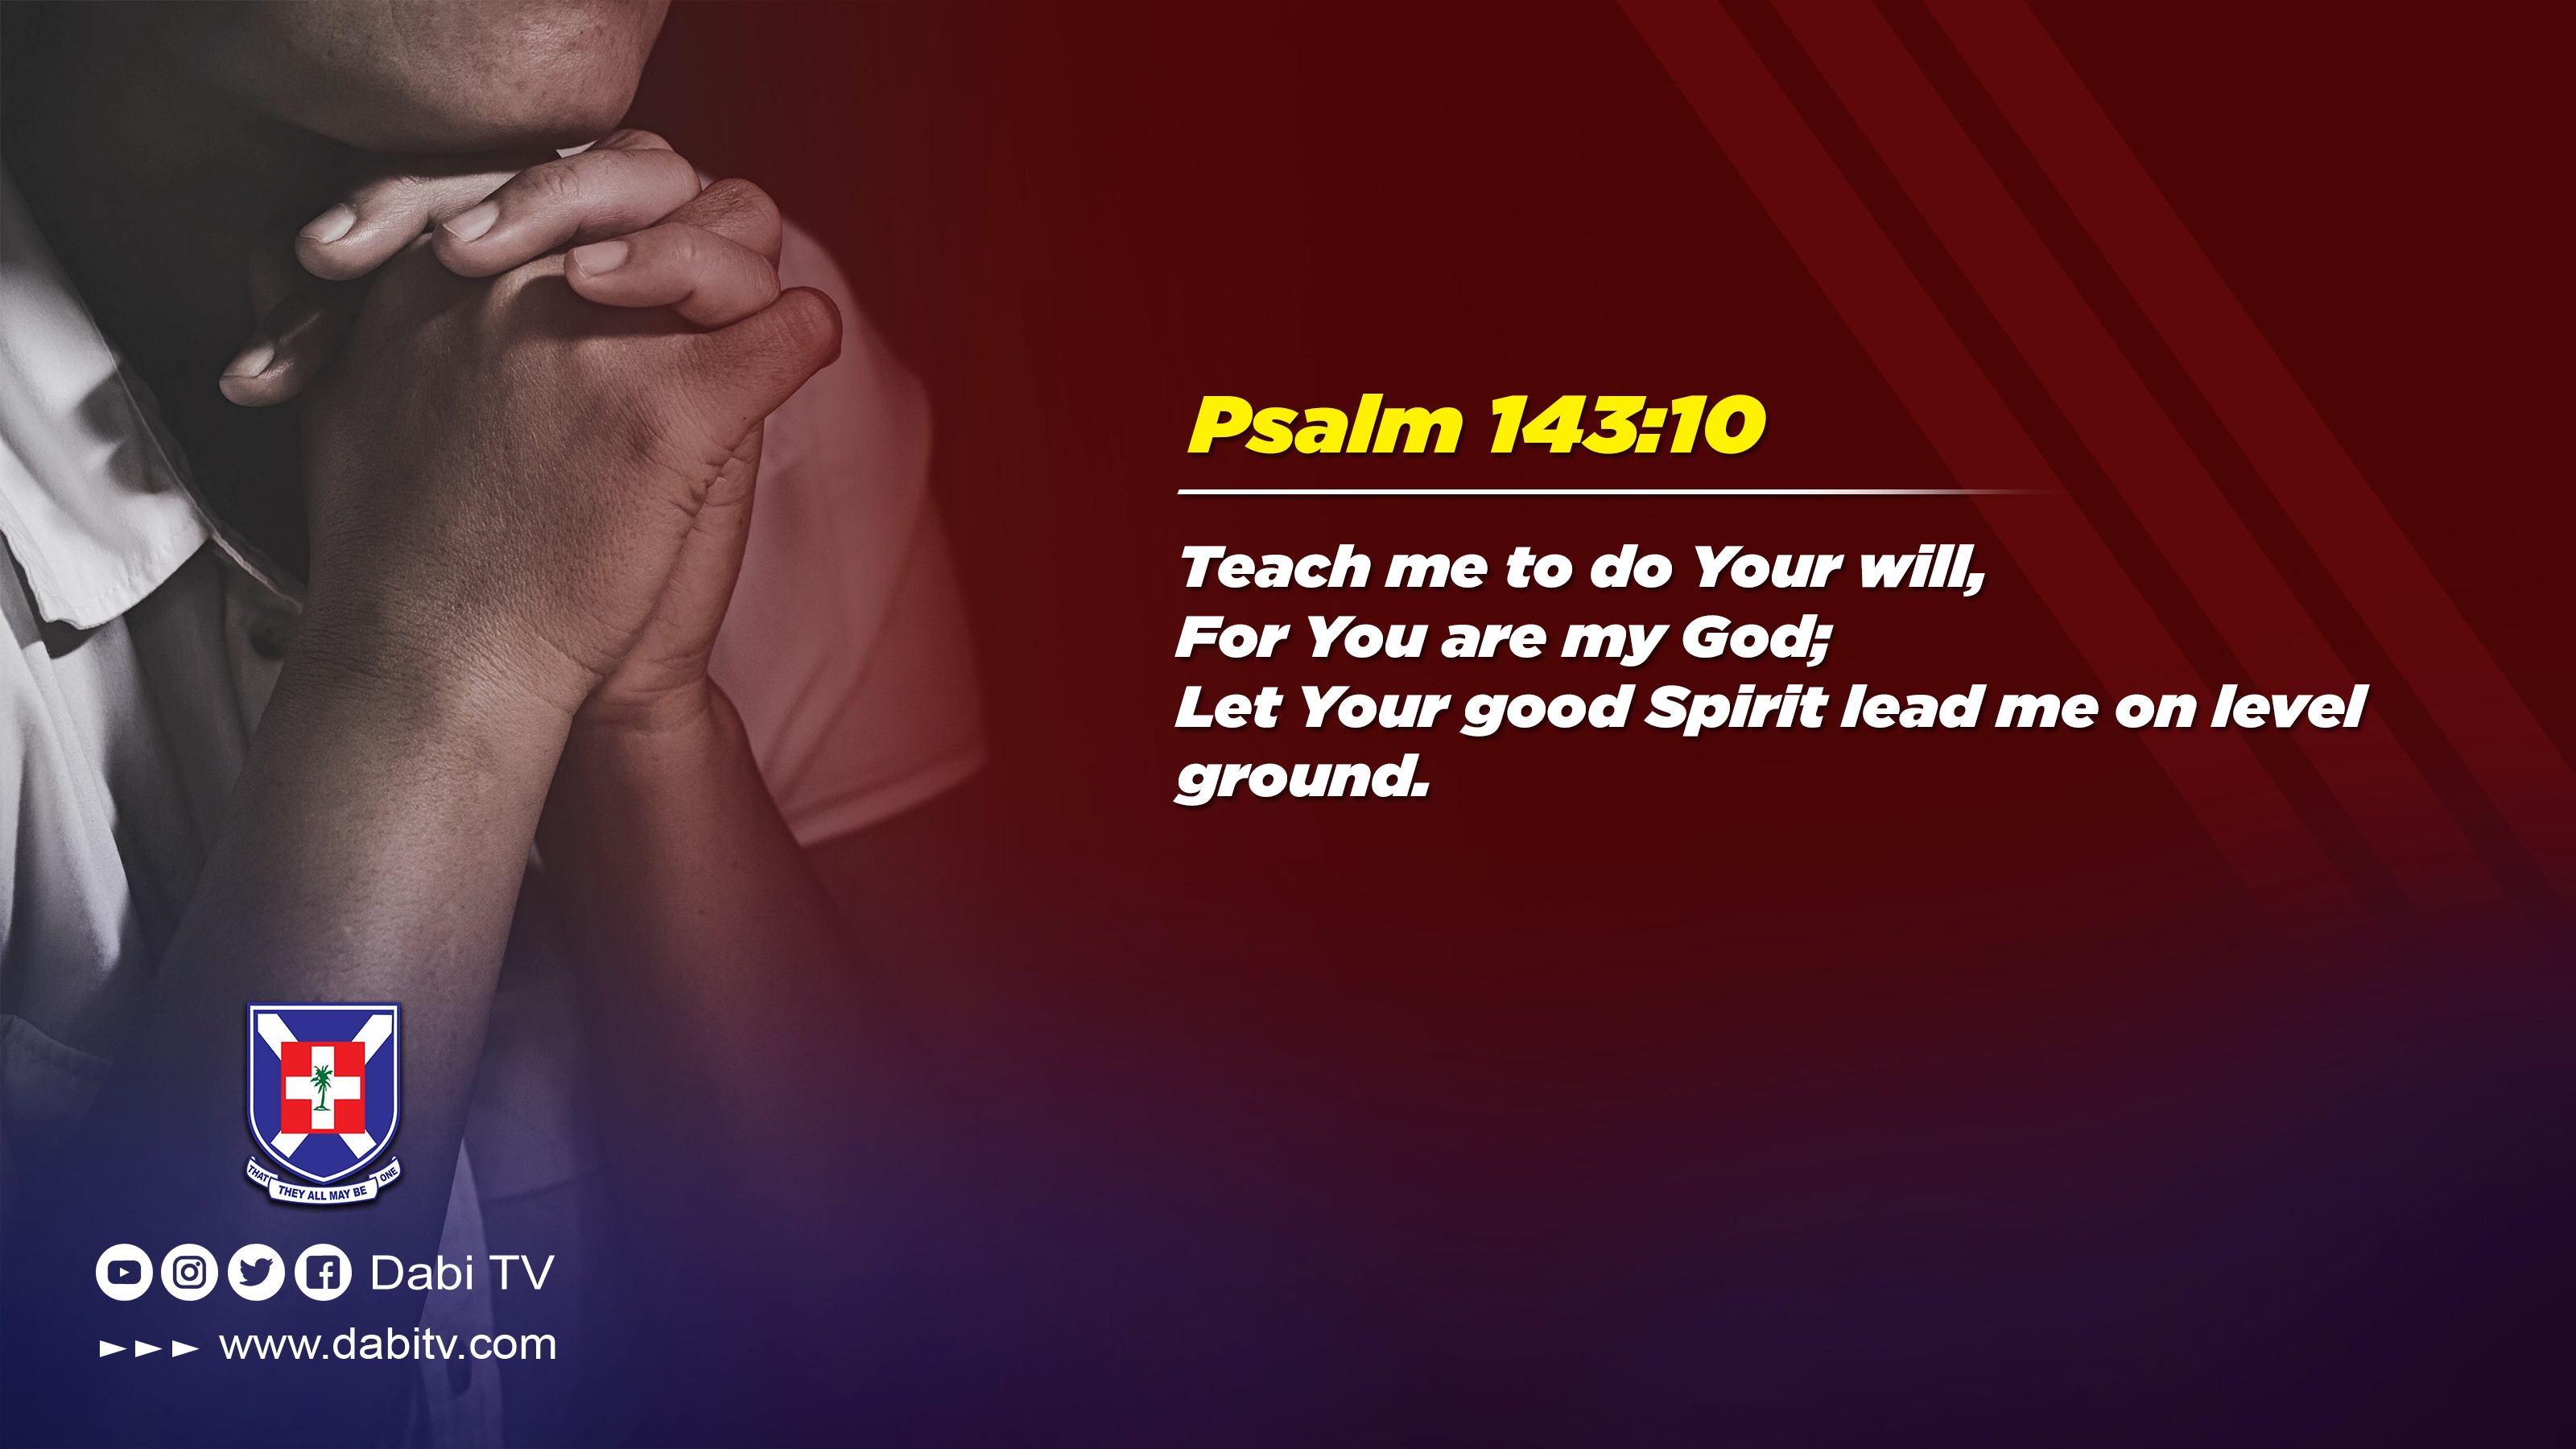 Psalm 143:10
Teach me to do Your will,
For You are my God;
Let Your good Spirit lead me on level
ground.
THAT THEY ALL MAY BE ONE
Dabi TV
www.dabitv.com